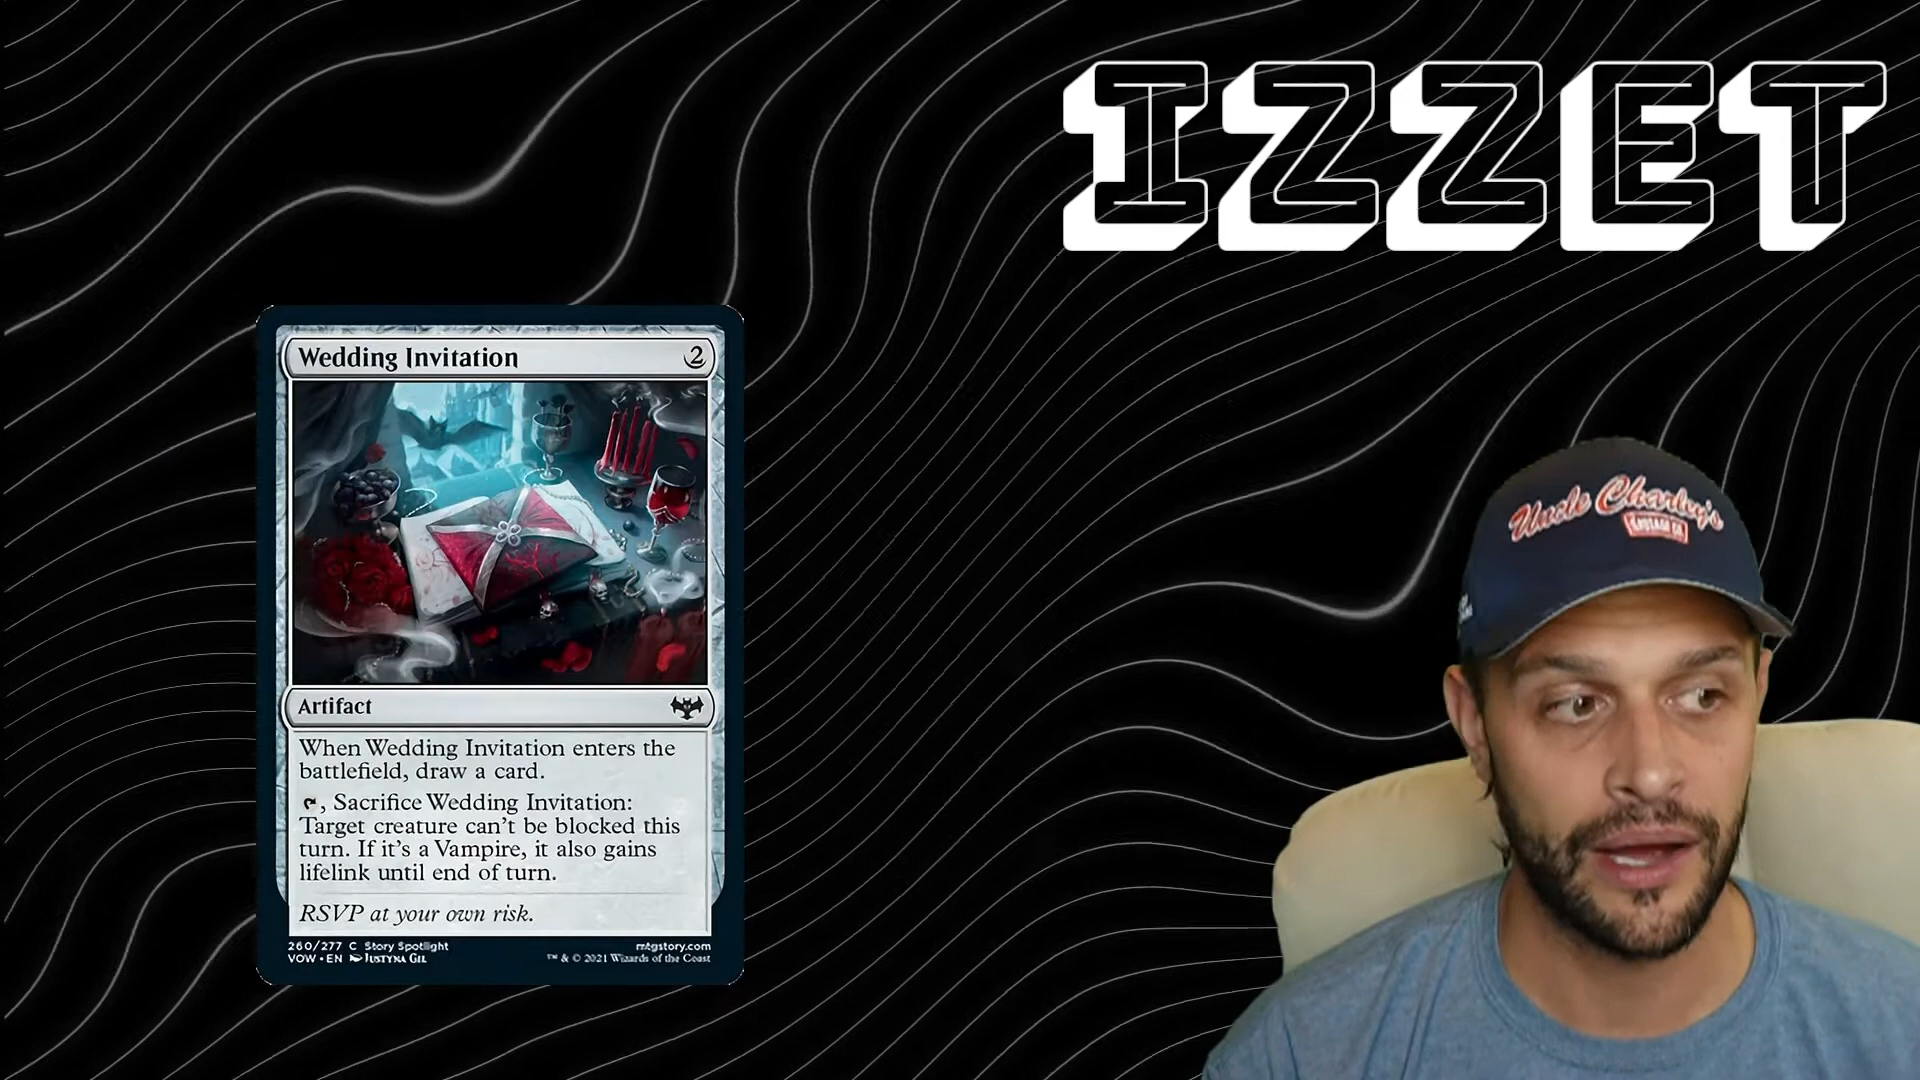 IZZET
Wedding Invitation 2
Artifact
When Wedding Invitation enters the
battlefield, draw a card.
, Sacrifice Wedding Invitation:
Target creature can't be blocked this
turn. If it's a Vampire, it also gains
lifelink until end of turn.
RSVP at your own risk.
260/277 C Story Spotlight
mtgstory.com
VOW • EN JUSTYNA GIL
™ & © 2021 Wizards of the Coast
Uncle Charley's
SAUSAGE CO.